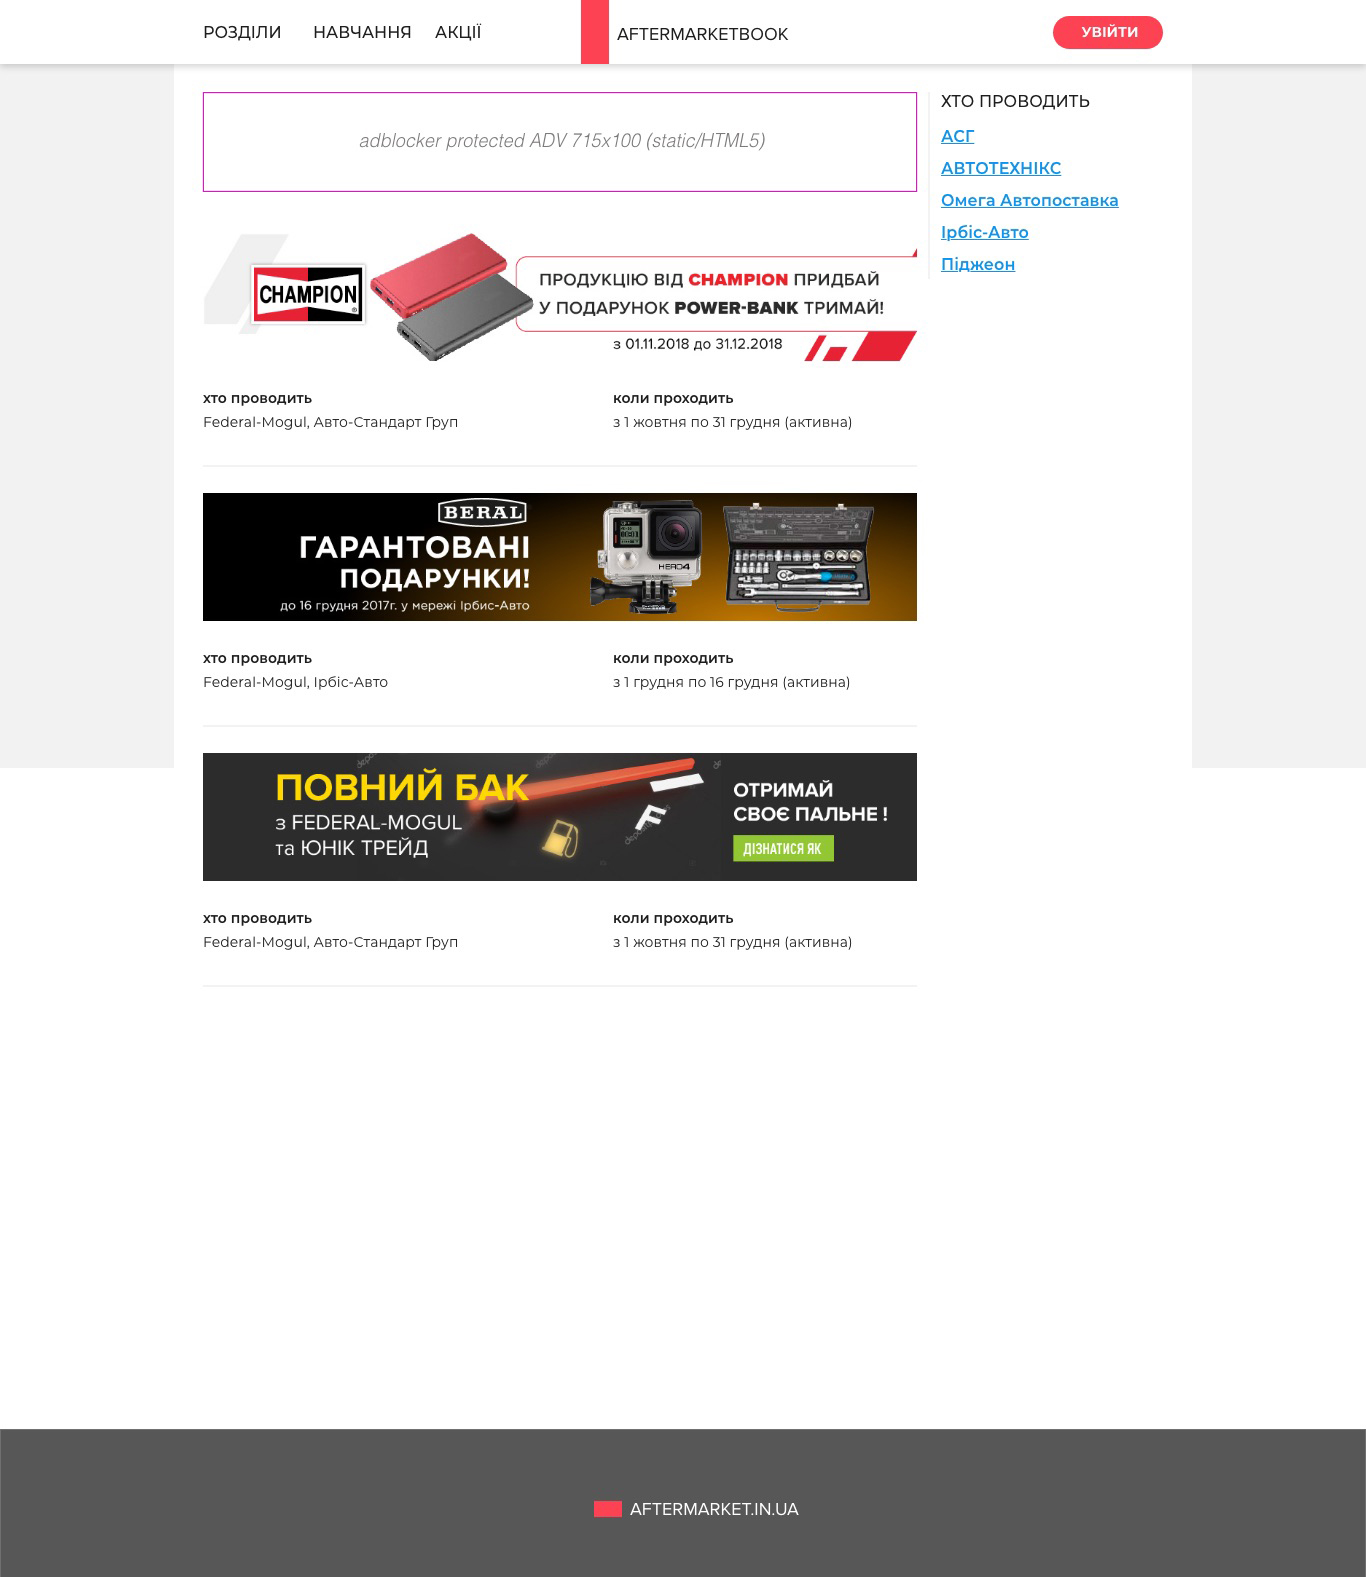 РОЗДІЛИ НАВЧАННЯ АКЦІЇ AFTERMARKETBOOK УВІЙТИ
adblocker protected ADV 715x100 (static/HTML5)
ХТО ПРОВОДИТЬ
АСГ
АВТОТЕХНІКС
Омега Автопоставка
Ірбіс-Авто
Піджеон
CHAMPION
ПРОДУКЦІЮ ВІД CHAMPION ПРИДБАЙ
У ПОДАРУНОК POWER-BANK ТРИМАЙ!
з 01.11.2018 до 31.12.2018
хто проводить
Federal-Mogul, Авто-Стандарт Груп
коли проходить
з 1 жовтня по 31 грудня (активна)
BERAL
ГАРАНТОВАНІ
ПОДАРУНКИ!
до 16 грудня 2017г. у мережі Ірбис-Авто
HERO4
хто проводить
Federal-Mogul, Ірбіс-Авто
коли проходить
з 1 грудня по 16 грудня (активна)
ПОВНИЙ БАК
з FEDERAL-MOGUL
та ЮНІК ТРЕЙД
F
ОТРИМАЙ
СВОЄ ПАЛЬНЕ !
ДІЗНАТИСЯ ЯК
хто проводить
Federal-Mogul, Авто-Стандарт Груп
коли проходить
з 1 жовтня по 31 грудня (активна)
AFTERMARKET.IN.UA